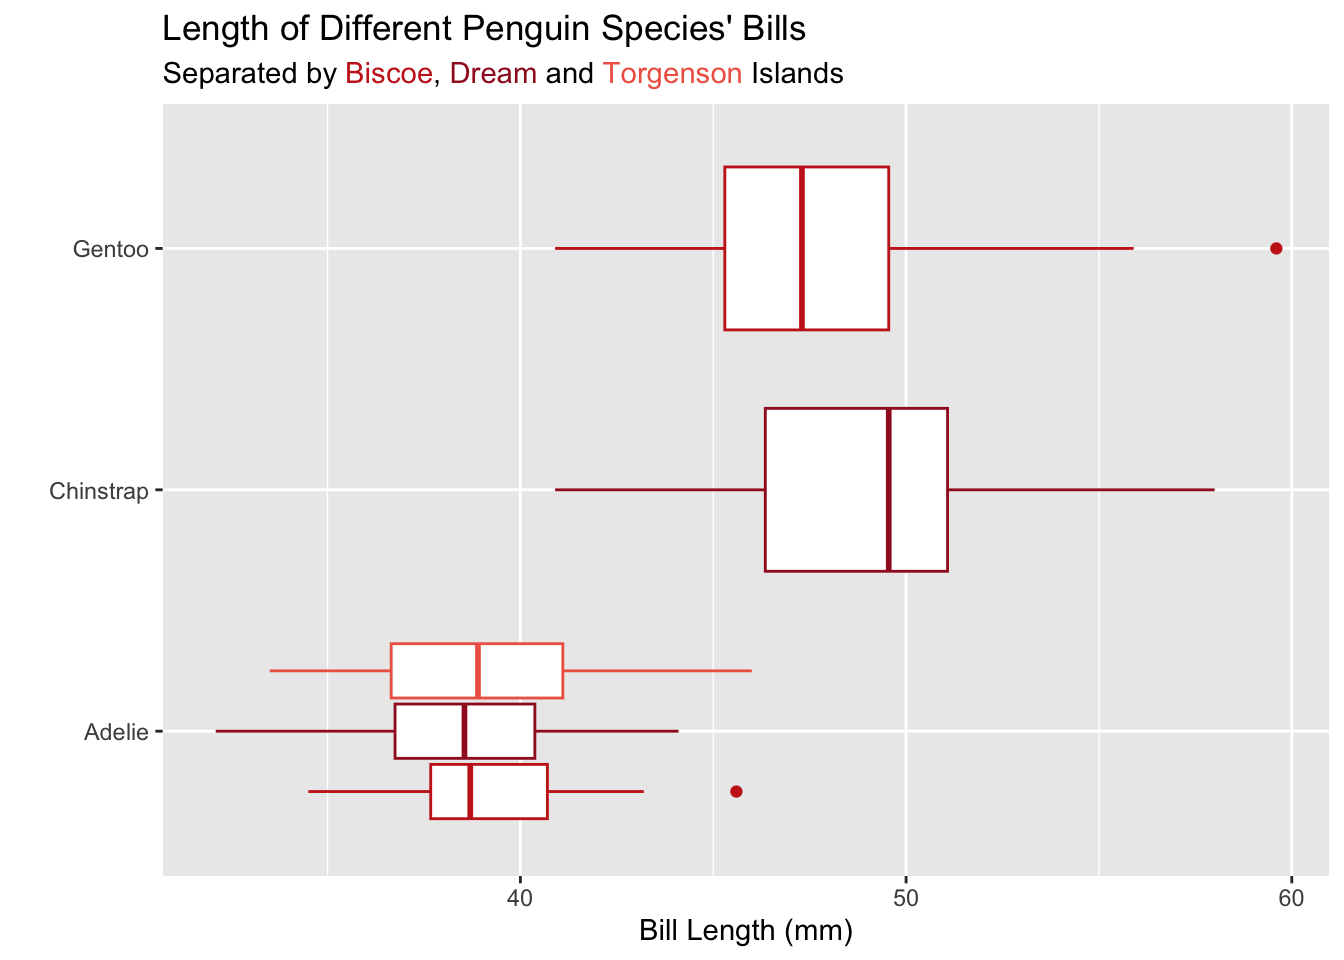 Length of Different Penguin Species' Bills
Separated by Biscoe, Dream and Torgenson Islands
Gentoo
Chinstrap
Adelie
40 50 60
Bill Length (mm)